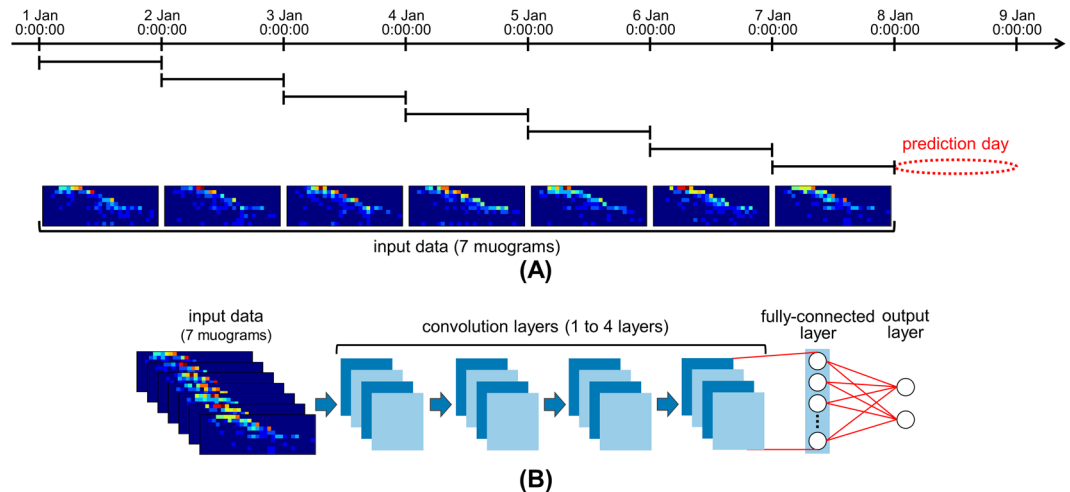 1 Jan 2 Jan 3 Jan 4 Jan 5 Jan 6 Jan 7 Jan 8 Jan 9 Jan
0:00:00 0:00:00 0:00:00 0:00:00 0:00:00 0:00:00 0:00:00 0:00:00 0:00:00
prediction day
input data (7 muograms)
(A)
input data
(7 muograms)
convolution layers (1 to 4 layers)
fully-connected
layer
output
layer
(B)